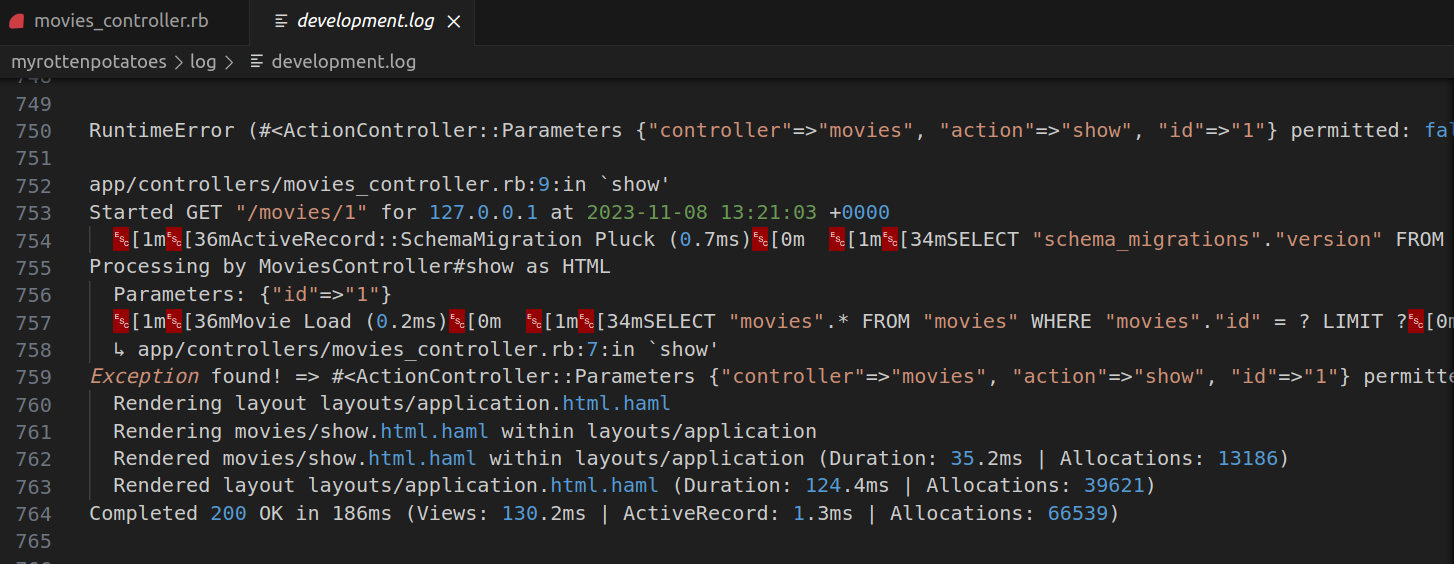 movies_controller.rb
development.log
myrottenpotatoes > log > development.log
749
750 RuntimeError (#<ActionController::Parameters {"controller"=>"movies", "action"=>"show", "id"=>"1"} permitted: fal
751
752 app/controllers/movies_controller.rb:9:in `show'
753 Started GET "/movies/1" for 127.0.0.1 at 2023-11-08 13:21:03 +0000
754 ESC[1mESC[36mActiveRecord::SchemaMigration Pluck (0.7ms)ESC[0m ESC[1mESC[34mSELECT "schema_migrations"."version" FROM
755 Processing by MoviesController#show as HTML
756 Parameters: {"id"=>"1"}
757 ESC[1mESC[36mMovie Load (0.2ms)ESC[0m ESC[1mESC[34mSELECT "movies".* FROM "movies" WHERE "movies"."id" = ? LIMIT ?ESC[0m
758 ↳ app/controllers/movies_controller.rb:7:in `show'
759 Exception found! => #<ActionController::Parameters {"controller"=>"movies", "action"=>"show", "id"=>"1"} permitte
760 Rendering layout layouts/application.html.haml
761 Rendering movies/show.html.haml within layouts/application
762 Rendered movies/show.html.haml within layouts/application (Duration: 35.2ms | Allocations: 13186)
763 Rendered layout layouts/application.html.haml (Duration: 124.4ms | Allocations: 39621)
764 Completed 200 OK in 186ms (Views: 130.2ms | ActiveRecord: 1.3ms | Allocations: 66539)
765